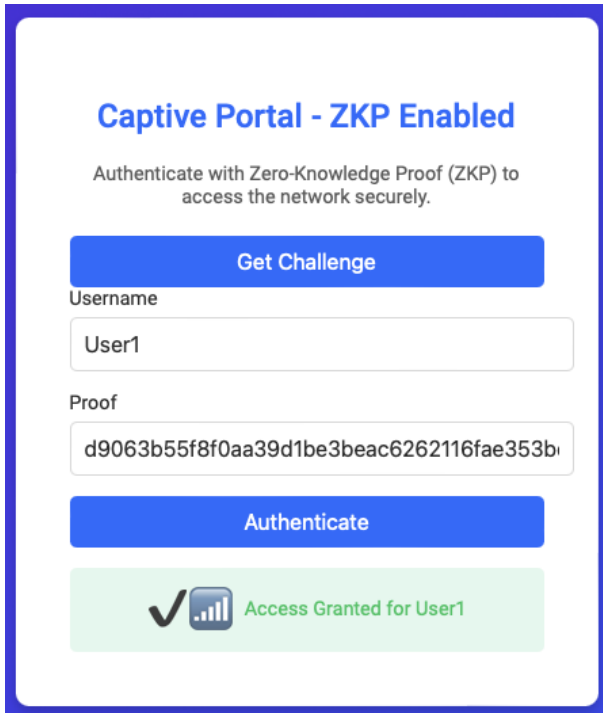 Captive Portal - ZKP Enabled
Authenticate with Zero-Knowledge Proof (ZKP) to
access the network securely.
Get Challenge
Username
User1
Proof
d9063b55f8f0aa39d1be3beac6262116fae353b
Authenticate
Access Granted for User1